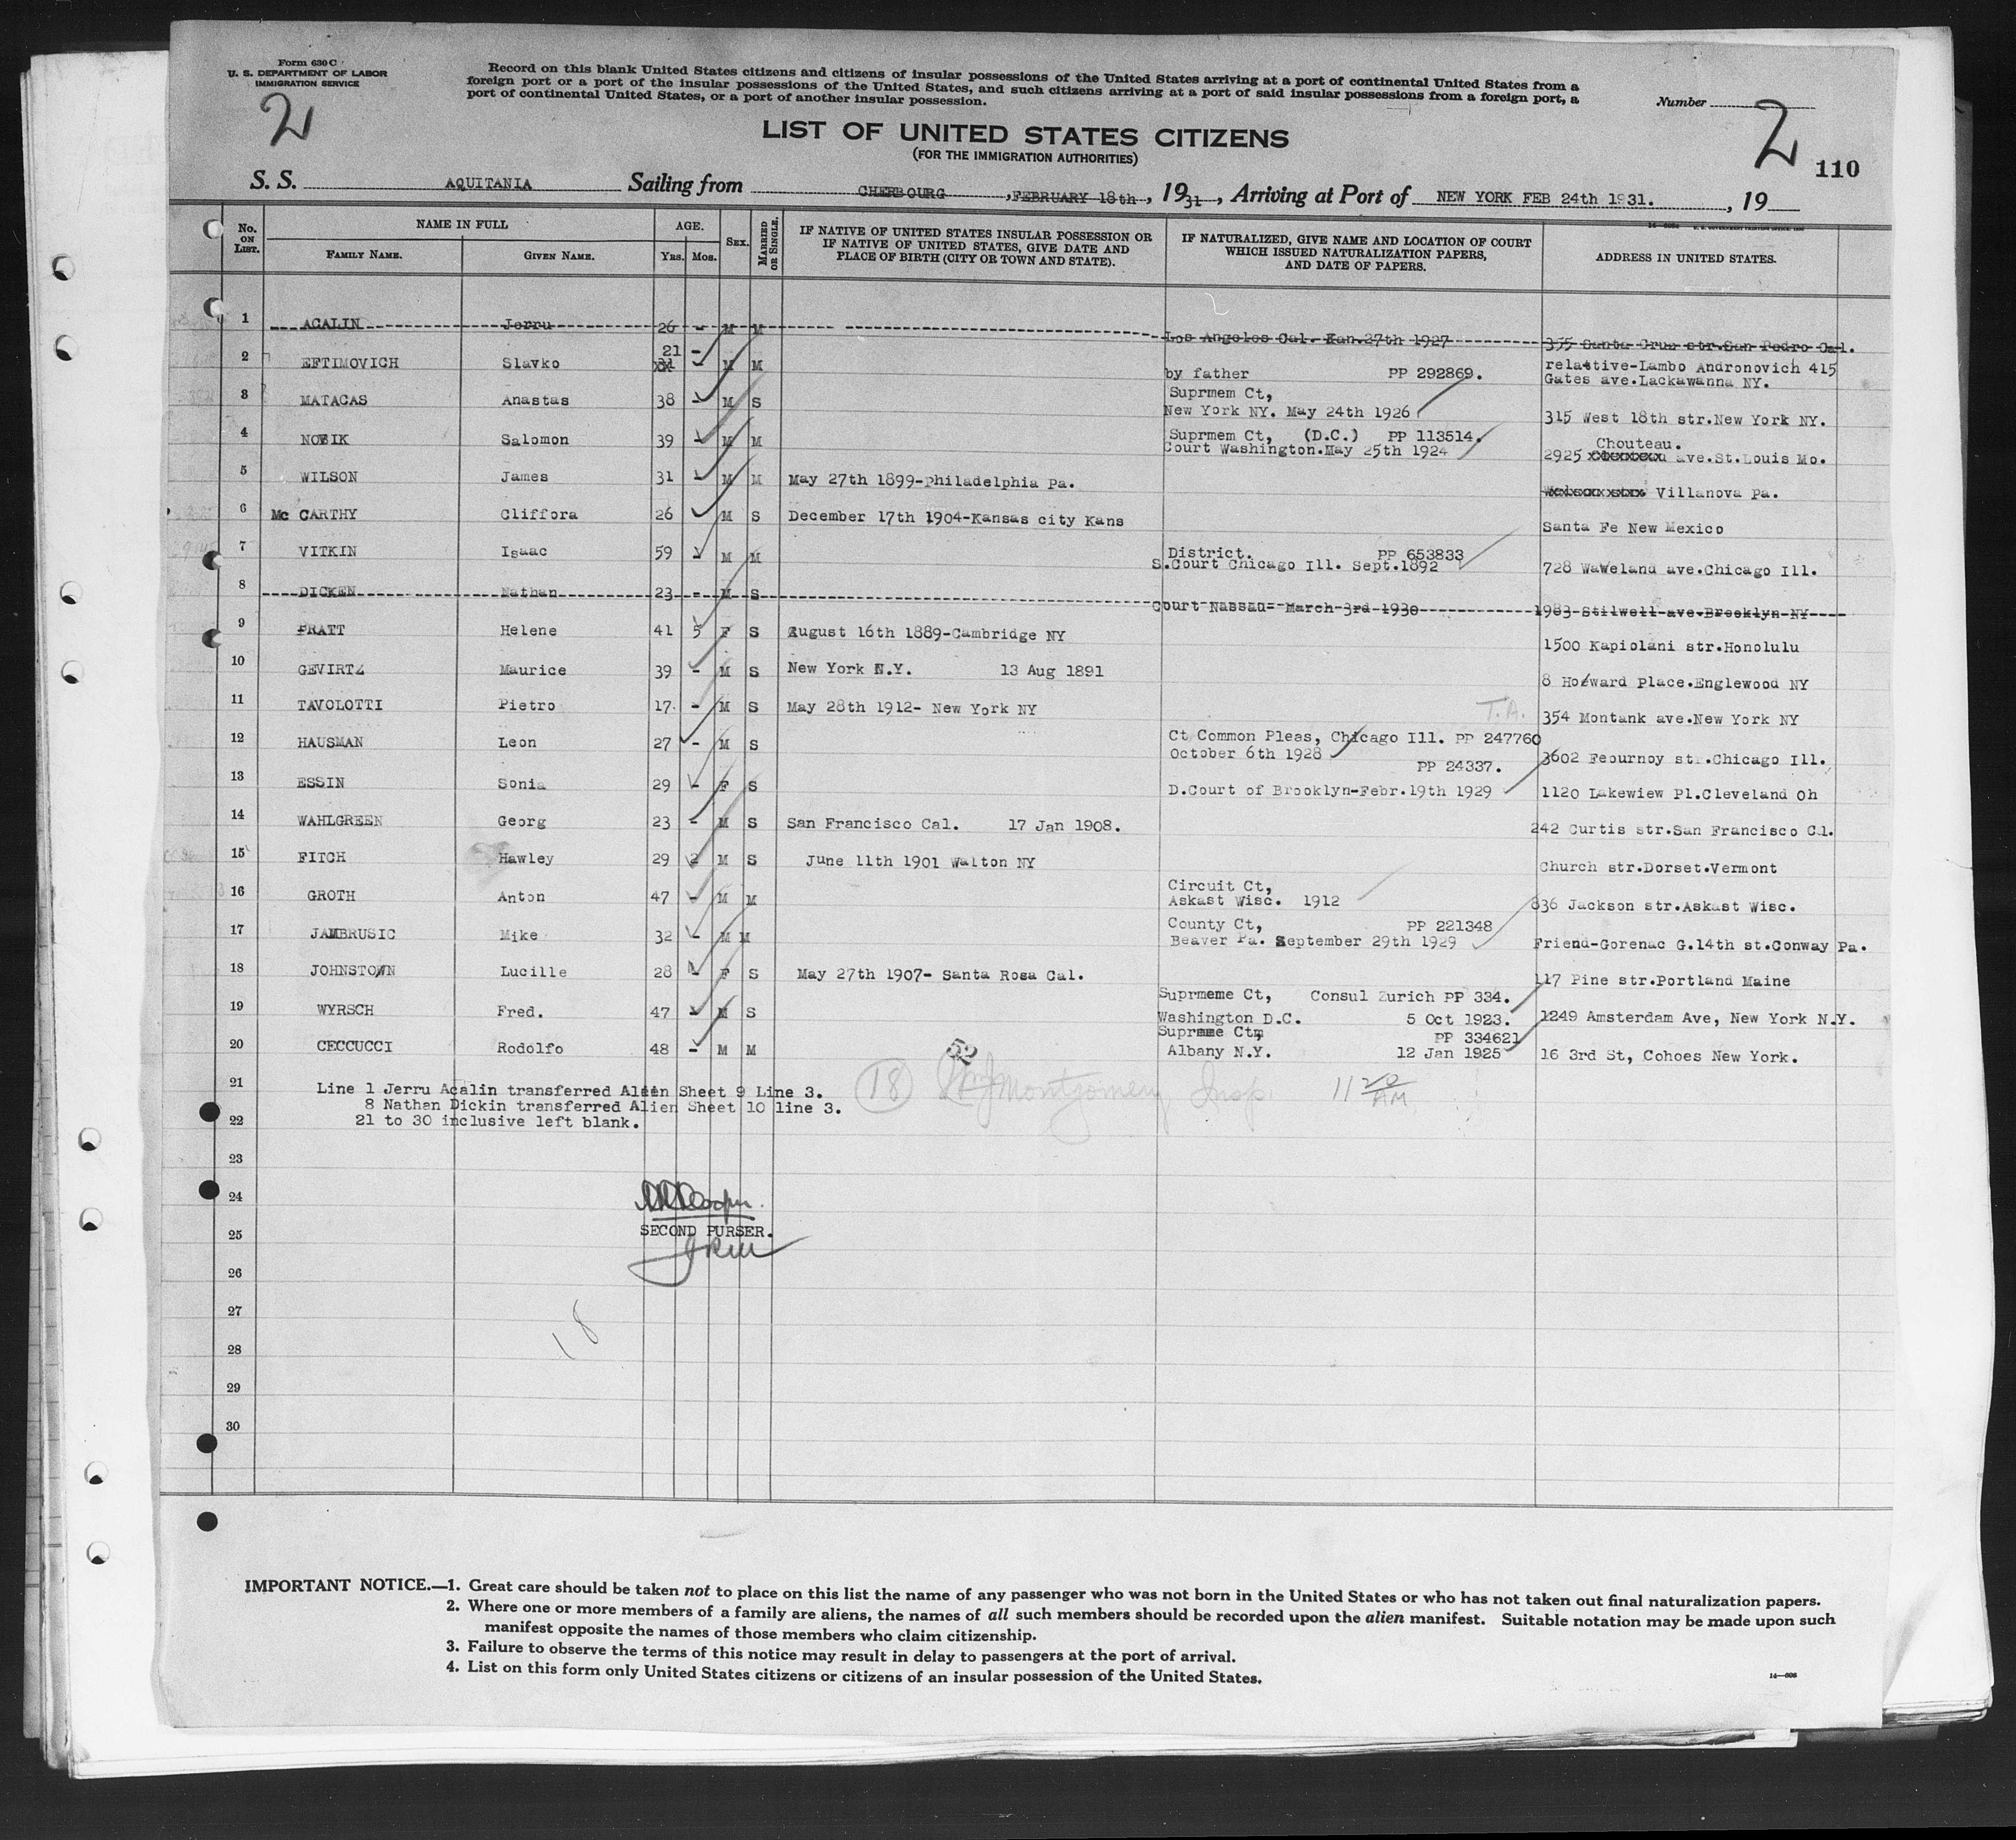 Form 630 C
U. S. DEPARTMENT OF LABOR
IMMIGRATION SERVICE
2
Record on this blank United States citizens and citizens of insular possessions of the United States arriving at a port of continental United States from a
foreign port or a port of the insular possessions of the United States, and such citizens arriving at a port of said insular possessions from a foreign port, a
port of continental United States, or a port of another insular possession.
Number
2
110
LIST OF UNITED STATES CITIZENS
(FOR THE IMMIGRATION AUTHORITIES)
S. S. AQUITANIA Sailing from CHERBOURG , FEBRUARY 18th , 1931 , Arriving at Port of NEW YORK FEB 24th 1931. , 19
No. ON LIST. NAME IN FULL FAMILY NAME. GIVEN NAME. AGE. Yrs. Mos. SEX. MARRIED OR SINGLE. IF NATIVE OF UNITED STATES INSULAR POSSESSION OR IF NATIVE OF UNITED STATES, GIVE DATE AND PLACE OF BIRTH (CITY OR TOWN AND STATE). IF NATURALIZED, GIVE NAME AND LOCATION OF COURT WHICH ISSUED NATURALIZATION PAPERS, AND DATE OF PAPERS. ADDRESS IN UNITED STATES.
1 ACALIN Jerru 26 - M M Los Angeles Cal. Jan.27th 1927 375 Santa Cruz str.San Pedro Cal.
2 EFTIMOVICH Slavko 21 - M M by father PP 292869. relattive-Lambo Andronovich 415
Gates ave.Lackawanna NY.
3 MATACAS Anastas 38 - M S Suprmem Ct,
New York NY. May 24th 1926 315 West 18th str.New York NY.
4 NOVIK Salomon 39 - M M Suprmem Ct, (D.C.) PP 113514.
Court Washington.May 25th 1924 Chouteau.
2925 ave.St.Louis Mo.
5 WILSON James 31 - M M May 27th 1899-Philadelphia Pa. Villanova Pa.
6 Mc CARTHY Clifford 26 M S December 17th 1904-Kansas city Kans Santa Fe New Mexico
7 VITKIN Isaac 59 - M M District. PP 653833
S.Court Chicago Ill. Sept.1892 728 Waweland ave.Chicago Ill.
8 DICKEN Nathan 23 - M S Court Nassan= March 3rd 1930 1983 Stilwell ave.Brooklyn NY
9 PRATT Helene 41 5 F S August 16th 1889-Cambridge NY 1500 Kapiolani str.Honolulu
10 GEVIRTZ Maurice 39 - M S New York N.Y. 13 Aug 1891 8 Howard Place.Englewood NY
11 TAVOLOTTI Pietro 17 - M S May 28th 1912- New York NY T.A. 354 Montank ave.New York NY
12 HAUSMAN Leon 27 - M S Ct Common Pleas, Chicago Ill. PP 247760
October 6th 1928 3602 Feournoy str.Chicago Ill.
13 ESSIN Sonia 29 - F S PP 24337.
D.Court of Brooklyn-Febr.19th 1929 1120 Lakewiew Pl.Cleveland Oh
14 WAHLGREEN Georg 23 - M S San Francisco Cal. 17 Jan 1908. 242 Curtis str.San Francisco Cal.
15 FITCH Hawley 29 2 M S June 11th 1901 Walton NY Church str.Dorset.Vermont
16 GROTH Anton 47 - M M Circuit Ct,
Askast Wisc. 1912 836 Jackson str.Askast Wisc.
17 JAMBRUSIC Mike 32 - M M County Ct, PP 221348
Beaver Pa. September 29th 1929 Friend-Gorenac G.14th st.Conway Pa.
18 JOHNSTOWN Lucille 28 - F S May 27th 1907- Santa Rosa Cal. 117 Pine str.Portland Maine
19 WYRSCH Fred. 47 - M S Suprmeme Ct, Consul Zurich PP 334.
Washington D.C. 5 Oct 1923. 1249 Amsterdam Ave, New York N.Y.
20 CECCUCCI Rodolfo 48 - M M Supreme Ct, PP 334621
Albany N.Y. 12 Jan 1925 16 3rd St, Cohoes New York.
52
21 Line 1 Jerru Acalin transferred Alien Sheet 9 Line 3.
18 Montgomery Insp. 11 20 AM
8 Nathan Dickin transferred Alien Sheet 10 line 3.
22 21 to 30 inclusive left blank.
23
24
SECOND PURSER.
25
26
27
18
28
29
30
IMPORTANT NOTICE.—1. Great care should be taken not to place on this list the name of any passenger who was not born in the United States or who has not taken out final naturalization papers.
2. Where one or more members of a family are aliens, the names of all such members should be recorded upon the alien manifest. Suitable notation may be made upon such
manifest opposite the names of those members who claim citizenship.
3. Failure to observe the terms of this notice may result in delay to passengers at the port of arrival.
4. List on this form only United States citizens or citizens of an insular possession of the United States.